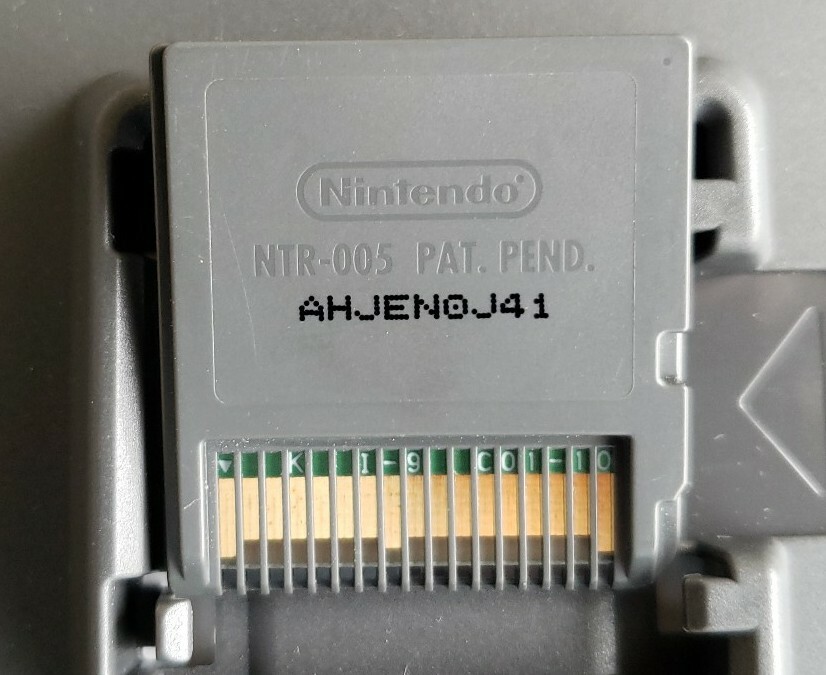 Nintendo®
NTR-005 PAT. PEND.
AHJEN0J41
K I-9 C01-10